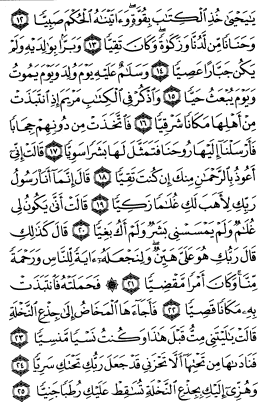 يَـٰيَحْيَىٰ خُذِ ٱلْكِتَـٰبَ بِقُوَّةٍ ۖ وَءَاتَيْنَـٰهُ ٱلْحُكْمَ صَبِيًّا ١٢
وَحَنَانًا مِّن لَّدُنَّا وَزَكَوٰةً ۖ وَكَانَ تَقِيًّا ١٣ وَبَرًّۢا بِوَٰلِدَيْهِ وَلَمْ
يَكُن جَبَّارًا عَصِيًّا ١٤ وَسَلَـٰمٌ عَلَيْهِ يَوْمَ وُلِدَ وَيَوْمَ يَمُوتُ
وَيَوْمَ يُبْعَثُ حَيًّا ١٥ وَٱذْكُرْ فِى ٱلْكِتَـٰبِ مَرْيَمَ إِذِ ٱنتَبَذَتْ
مِنْ أَهْلِهَا مَكَانًا شَرْقِيًّا ١٦ فَٱتَّخَذَتْ مِن دُونِهِمْ حِجَابًا
فَأَرْسَلْنَآ إِلَيْهَا رُوحَنَا فَتَمَثَّلَ لَهَا بَشَرًا سَوِيًّا ١٧ قَالَتْ إِنِّىٓ
أَعُوذُ بِٱلرَّحْمَـٰنِ مِنكَ إِن كُنتَ تَقِيًّا ١٨ قَالَ إِنَّمَآ أَنَا۠ رَسُولُ
رَبِّكِ لِأَهَبَ لَكِ غُلَـٰمًا زَكِيًّا ١٩ قَالَتْ أَنَّىٰ يَكُونُ لِى
غُلَـٰمٌ وَلَمْ يَمْسَسْنِى بَشَرٌ وَلَمْ أَكُ بَغِيًّا ٢٠ قَالَ كَذَٰلِكِ
قَالَ رَبُّكِ هُوَ عَلَىَّ هَيِّنٌ ۖ وَلِنَجْعَلَهُۥٓ ءَايَةً لِّلنَّاسِ وَرَحْمَةً
مِّنَّا ۚ وَكَانَ أَمْرًا مَّقْضِيًّا ٢١ ۞ فَحَمَلَتْهُ فَٱنتَبَذَتْ
بِهِۦ مَكَانًا قَصِيًّا ٢٢ فَأَجَآءَهَا ٱلْمَخَاضُ إِلَىٰ جِذْعِ ٱلنَّخْلَةِ
قَالَتْ يَـٰلَيْتَنِى مِتُّ قَبْلَ هَـٰذَا وَكُنتُ نَسْيًا مَّنسِيًّا ٢٣
فَنَادَىٰهَا مِن تَحْتِهَآ أَلَّا تَحْزَنِى قَدْ جَعَلَ رَبُّكِ تَحْتَكِ سَرِيًّا ٢٤
وَهُزِّىٓ إِلَيْكِ بِجِذْعِ ٱلنَّخْلَةِ تُسَـٰقِطْ عَلَيْكِ رُطَبًا جَنِيًّا ٢٥